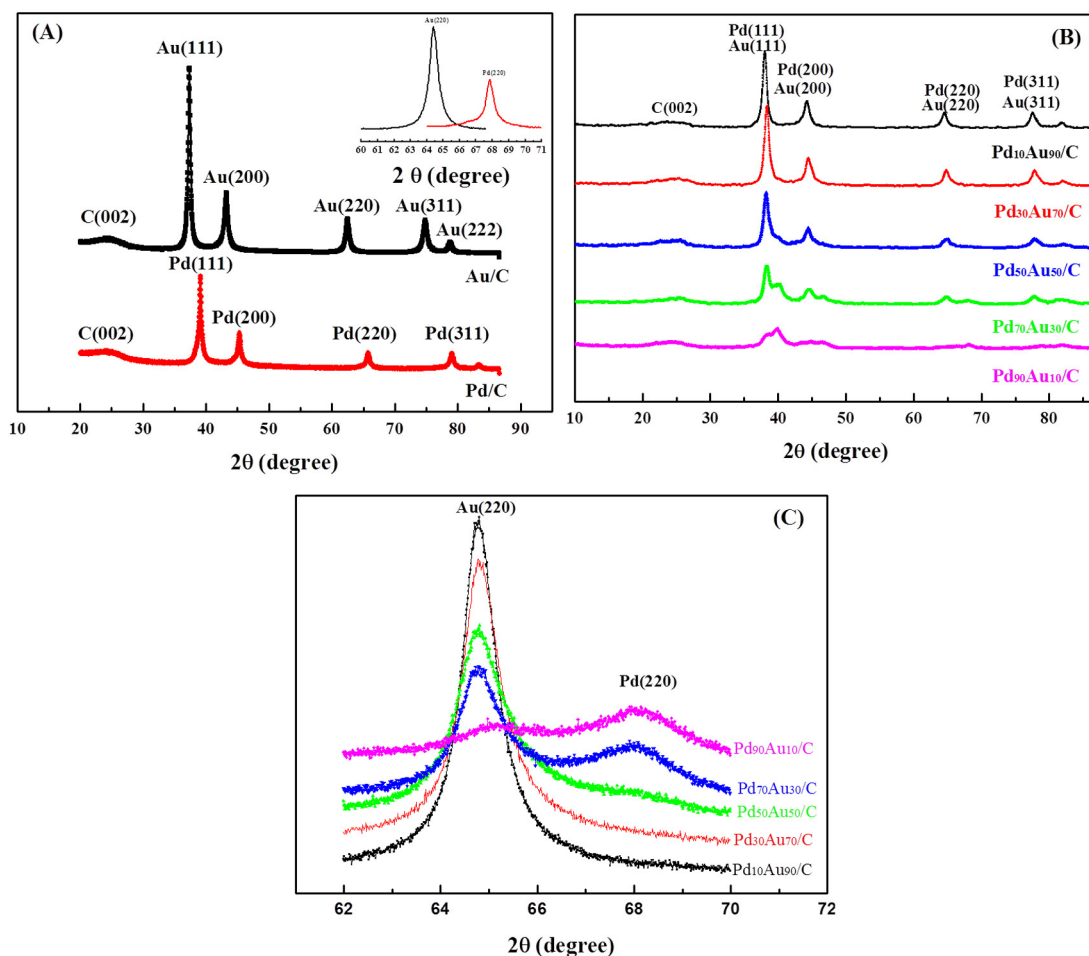 (A)
Au(111)
Au(200)
Au(220)
Au(311)
Au(222)
C(002)
Au/C
Pd(111)
Pd(200)
Pd(220)
Pd(311)
C(002)
Pd/C
10 20 30 40 50 60 70 80 90
2θ (degree)
Au(220)
Pd(220)
60 61 62 63 64 65 66 67 68 69 70 71
2 θ (degree)
(B)
Pd(111)
Au(111)
Pd(200)
Au(200)
Pd(220)
Au(220)
Pd(311)
Au(311)
C(002)
Pd10Au90/C
Pd30Au70/C
Pd50Au50/C
Pd70Au30/C
Pd90Au10/C
10 20 30 40 50 60 70 80
2θ (degree)
(C)
Au(220)
Pd(220)
Pd90Au10/C
Pd70Au30/C
Pd50Au50/C
Pd30Au70/C
Pd10Au90/C
62 64 66 68 70 72
2θ (degree)